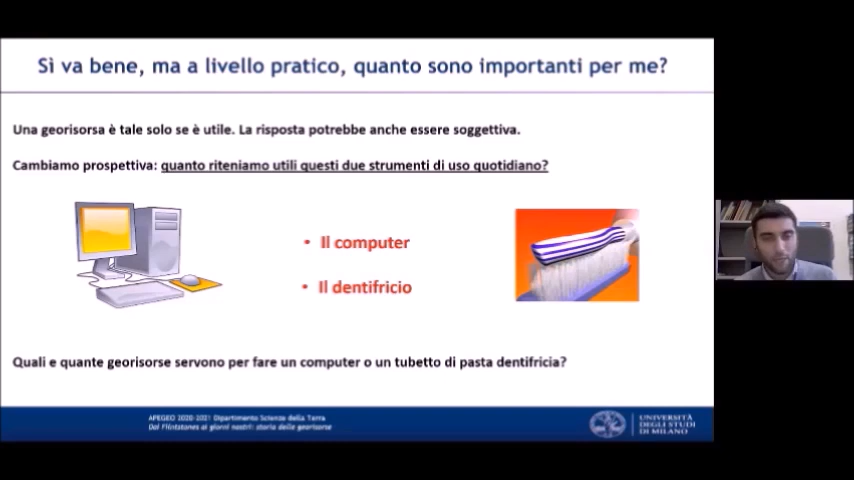 Sì va bene, ma a livello pratico, quanto sono importanti per me?
Una georisorsa è tale solo se è utile. La risposta potrebbe anche essere soggettiva.
Cambiamo prospettiva: quanto riteniamo utili questi due strumenti di uso quotidiano?
• Il computer
• Il dentifricio
Quali e quante georisorse servono per fare un computer o un tubetto di pasta dentifricia?
APEGEO 2020-2021 Dipartimento Scienze della Terra
Dai Flintstones ai giorni nostri: storia delle georisorse
UNIVERSITÀ
DEGLI STUDI
DI MILANO